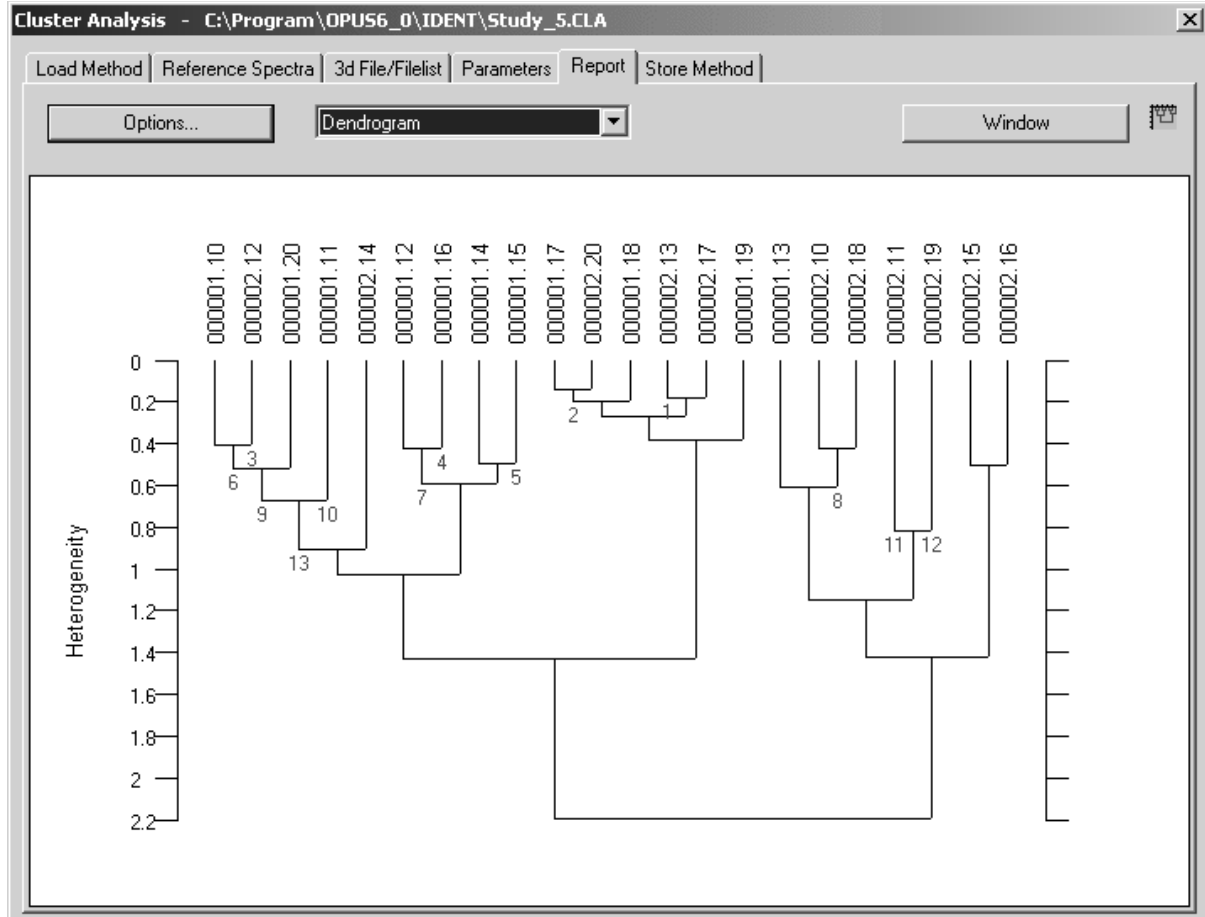 Cluster Analysis - C:\Program\OPUS6_0\IDENT\Study_5.CLA
Load Method Reference Spectra 3d File/Filelist Parameters Report Store Method
Options... Dendrogram Window
000001.10 000002.12 000001.20 000001.11 000002.14 000001.12 000001.16 000001.14 000001.15 000001.17 000002.20 000001.18 000002.13 000002.17 000001.19 000001.13 000002.10 000002.18 000002.11 000002.19 000002.15 000002.16
0
0.2
2 1
0.4
3 4
6 7 5
0.6
9 10 8
0.8
13 11 12
1
1.2
1.4
1.6
1.8
2
2.2
Heterogeneity